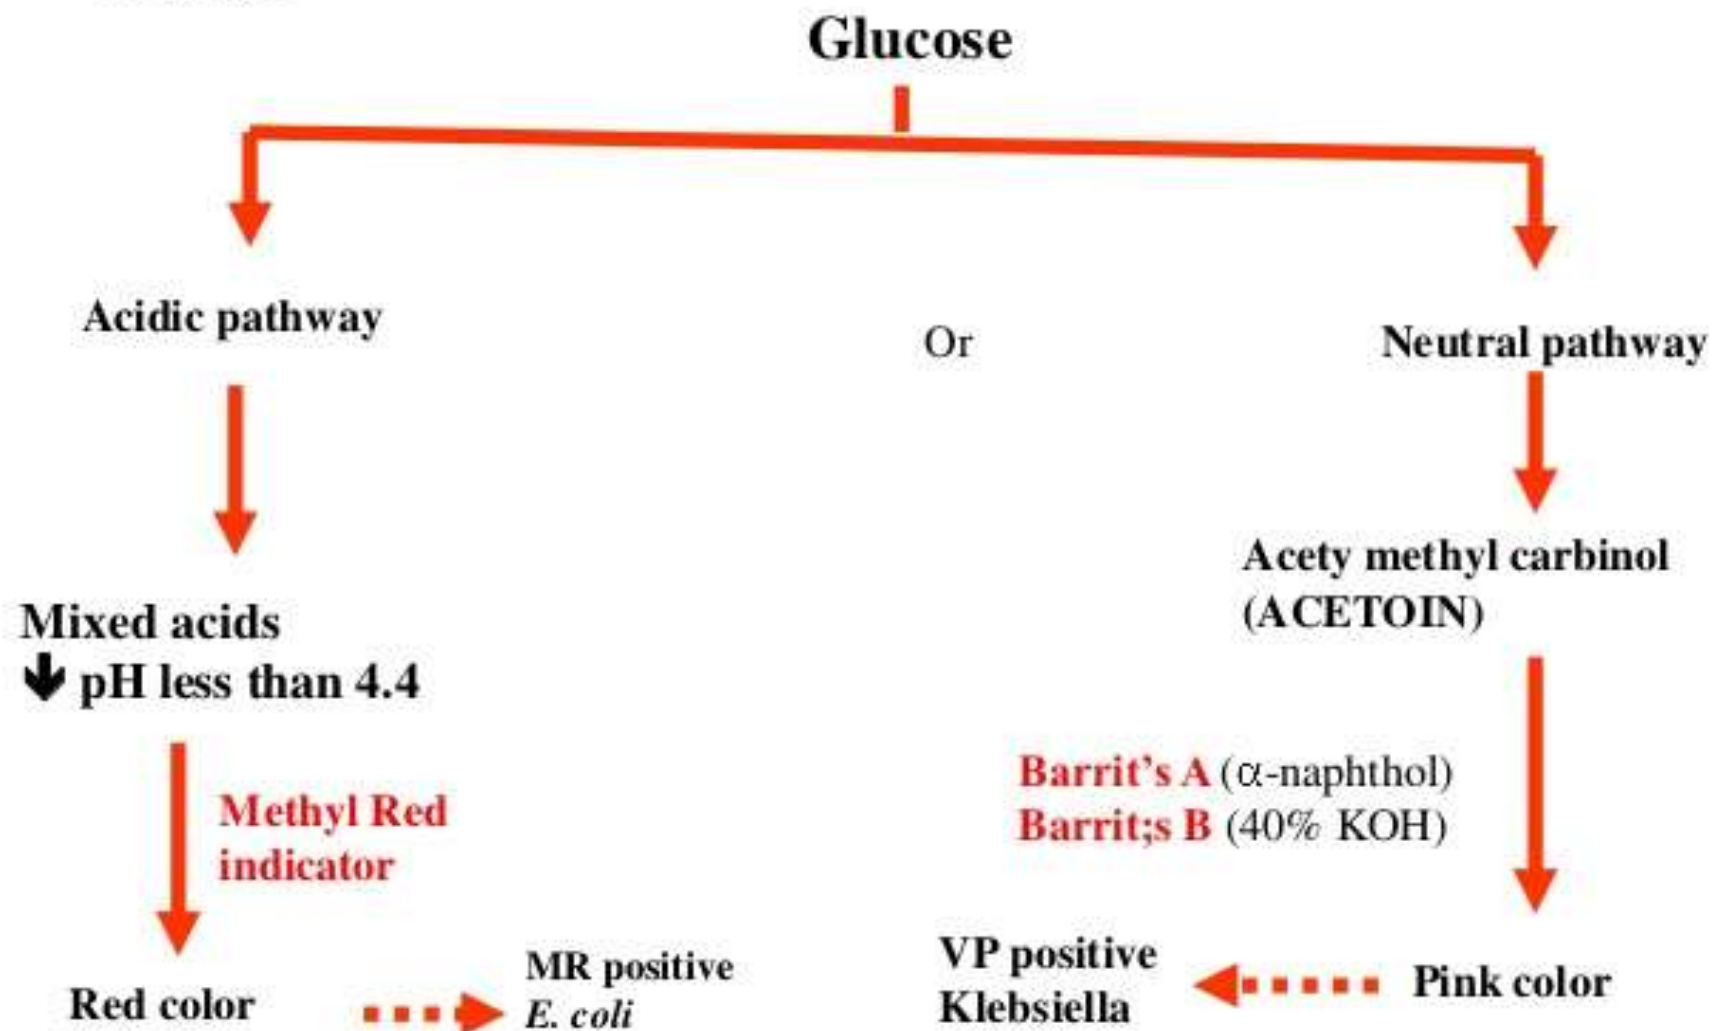 Glucose
Acidic pathway
Or
Neutral pathway
Mixed acids
pH less than 4.4
Acety methyl carbinol
(ACETOIN)
Methyl Red
indicator
Barrit's A (α-naphthol)
Barrit;s B (40% KOH)
Red color
MR positive
E. coli
VP positive
Klebsiella
Pink color